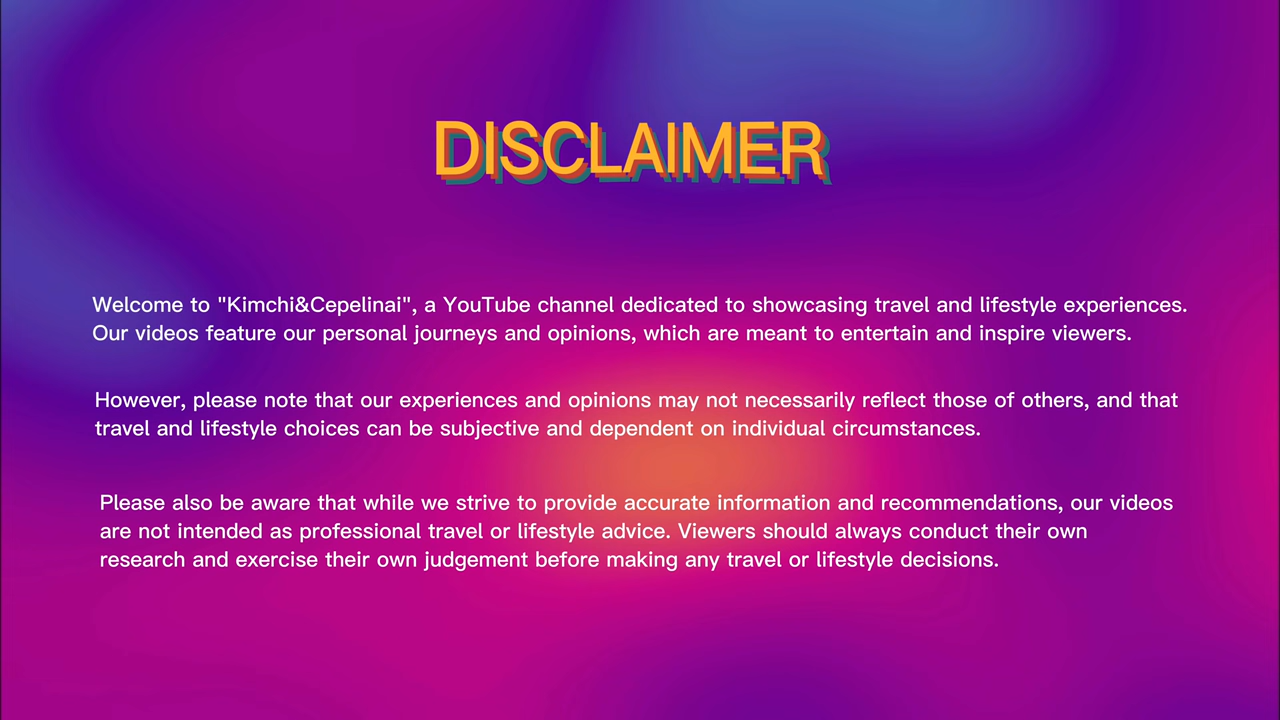 DISCLAIMER
Welcome to "Kimchi&Cepelinai", a YouTube channel dedicated to showcasing travel and lifestyle experiences.
Our videos feature our personal journeys and opinions, which are meant to entertain and inspire viewers.
However, please note that our experiences and opinions may not necessarily reflect those of others, and that
travel and lifestyle choices can be subjective and dependent on individual circumstances.
Please also be aware that while we strive to provide accurate information and recommendations, our videos
are not intended as professional travel or lifestyle advice. Viewers should always conduct their own
research and exercise their own judgement before making any travel or lifestyle decisions.